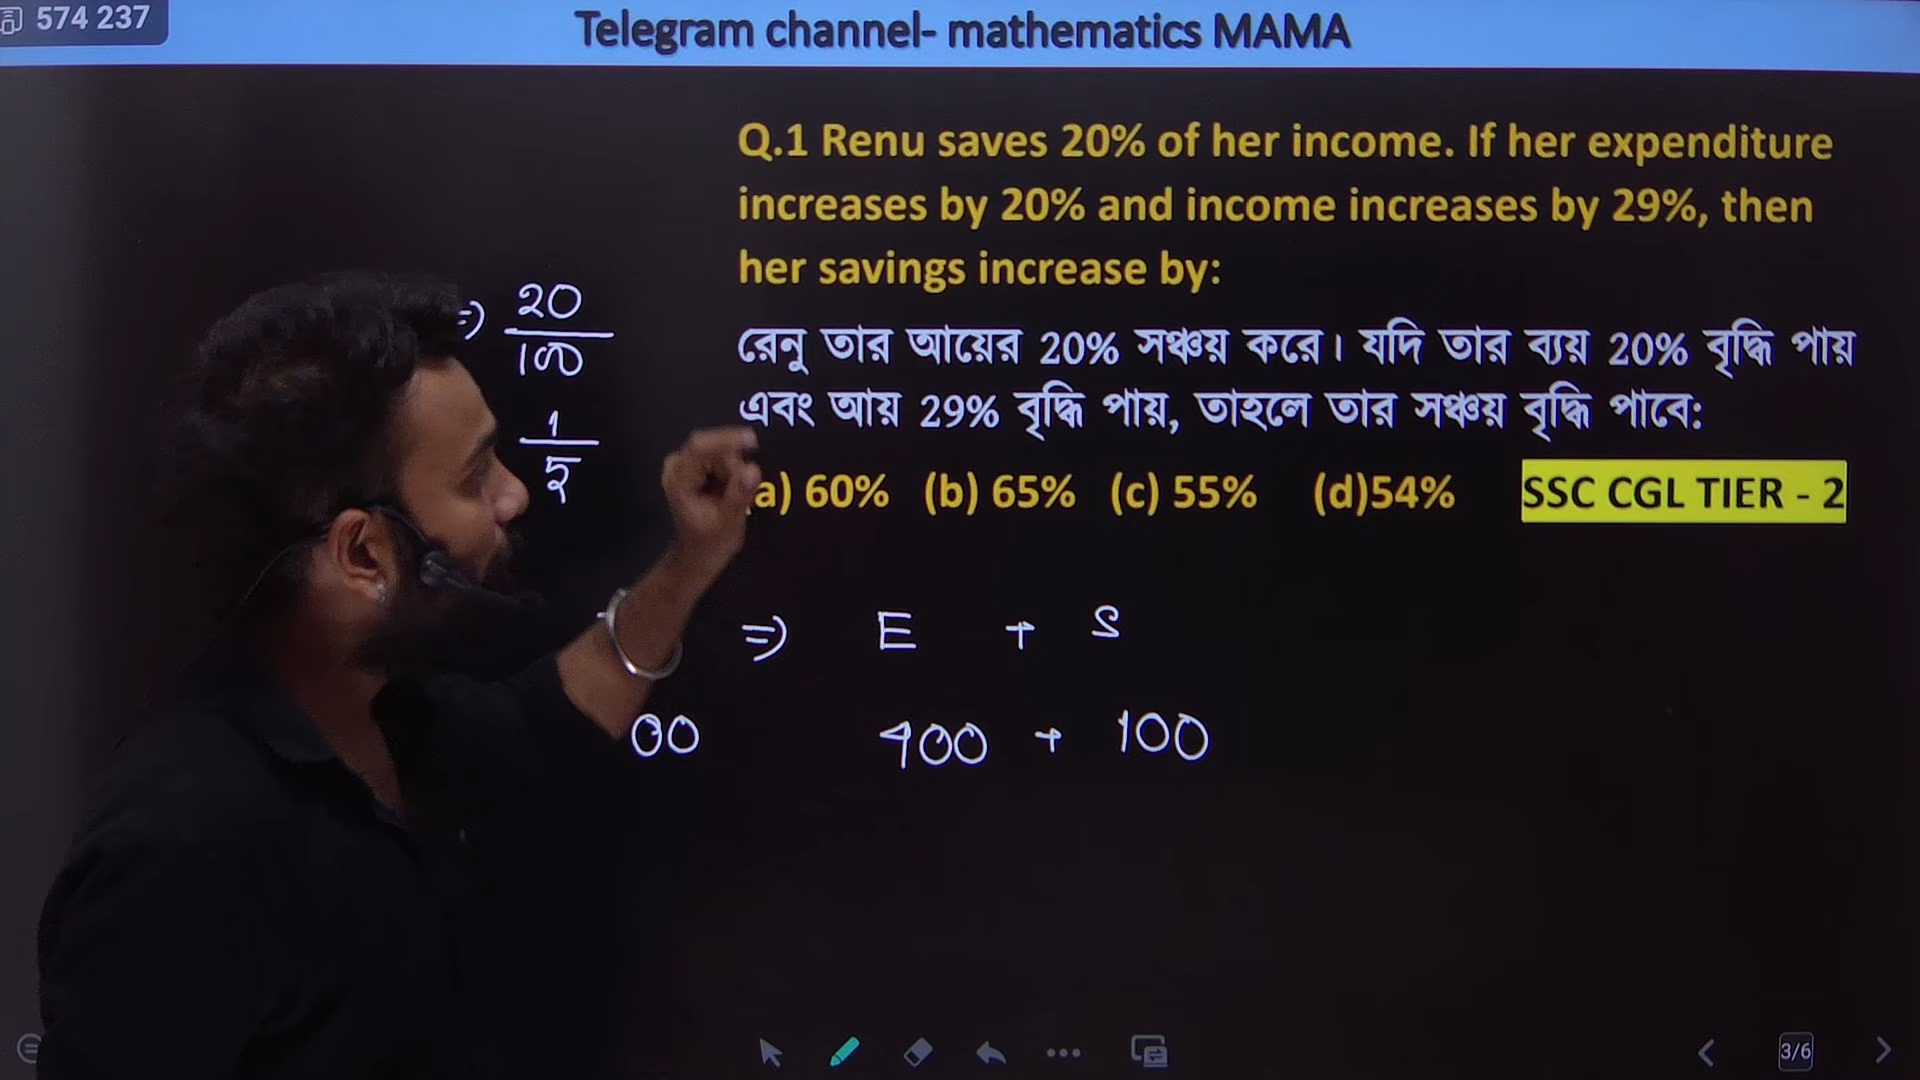 574 237
Telegram channel- mathematics MAMA
Q.1 Renu saves 20% of her income. If her expenditure
increases by 20% and income increases by 29%, then
her savings increase by:
রেনু তার আয়ের 20% সঞ্চয় করে। যদি তার ব্যয় 20% বৃদ্ধি পায়
এবং আয় 29% বৃদ্ধি পায়, তাহলে তার সঞ্চয় বৃদ্ধি পাবে:
a) 60% (b) 65% (c) 55% (d)54% SSC CGL TIER - 2
=) 20
1
5
=) E + S
00 400 + 100
3/6